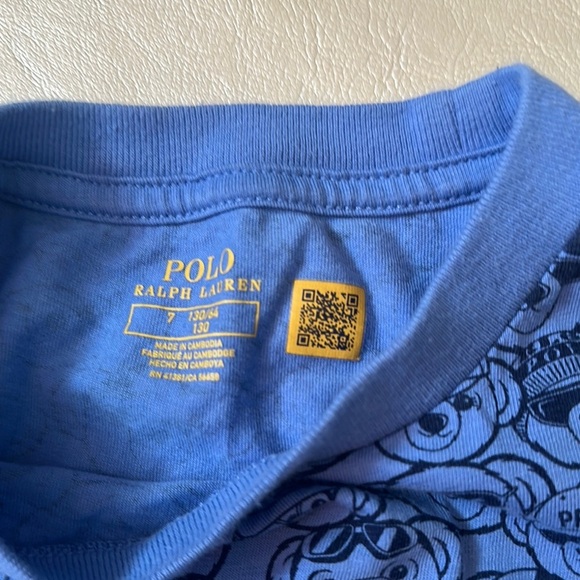 POLO
RALPH LAUREN
7 130/64
130
MADE IN CAMBODIA
FABRIQUÉ AU CAMBODGE
HECHO EN CAMBOYA
RN 41381/CA 56459